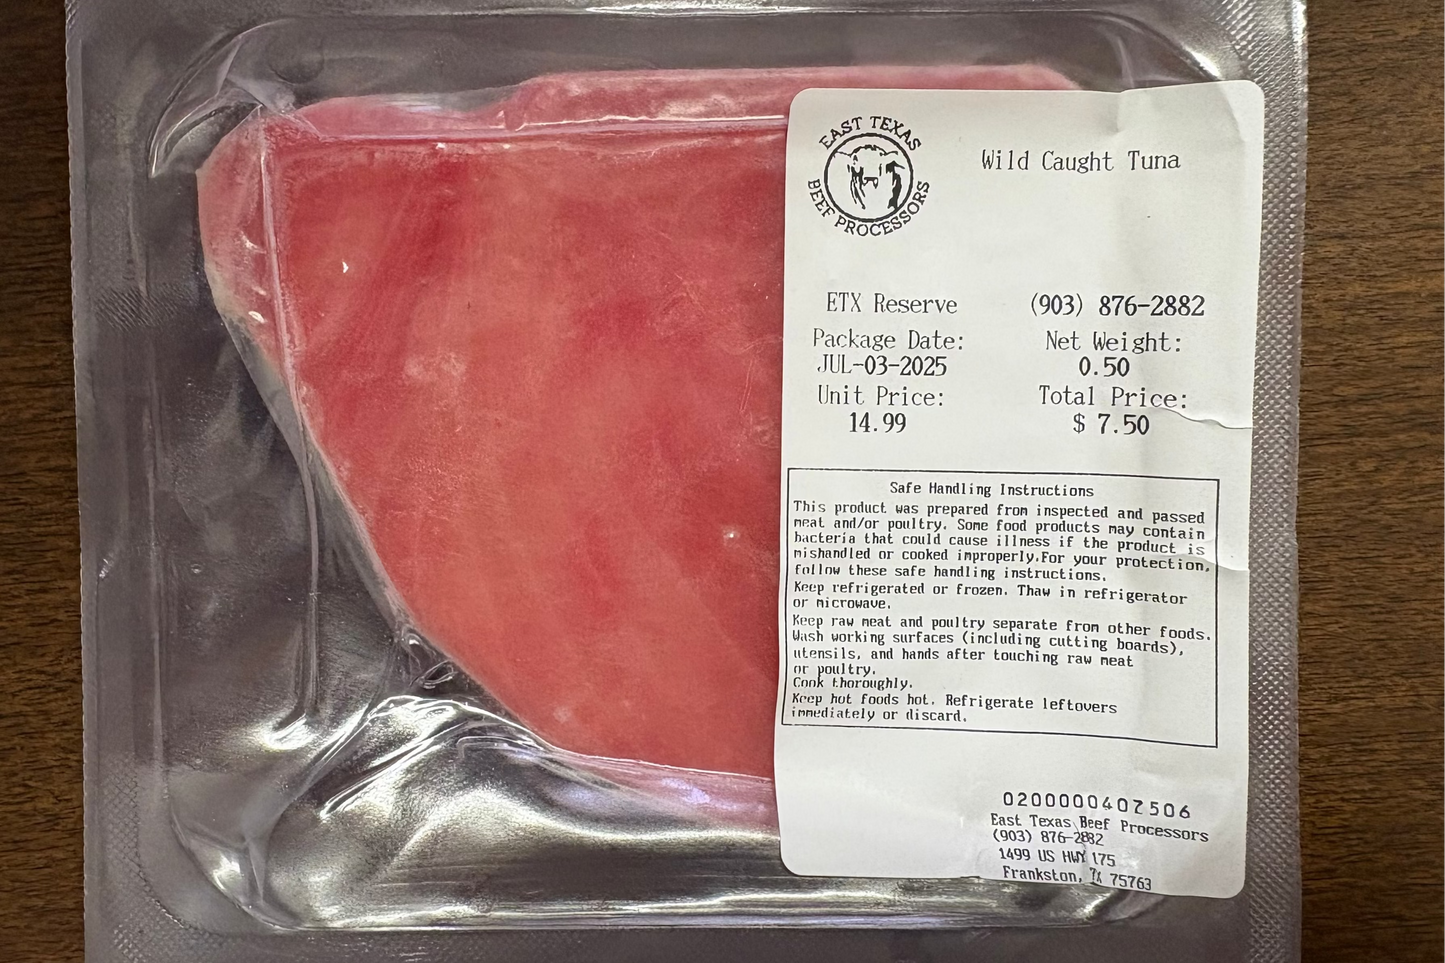 EAST TEXAS
BEEF PROCESSORS
Wild Caught Tuna
ETX Reserve
(903) 876-2882
Package Date:
JUL-03-2025
Net Weight:
0.50
Unit Price:
14.99
Total Price:
$ 7.50
Safe Handling Instructions
This product was prepared from inspected and passed
meat and/or poultry. Some food products may contain
bacteria that could cause illness if the product is
mishandled or cooked improperly.For your protection,
follow these safe handling instructions.
Keep refrigerated or frozen. Thaw in refrigerator
or microwave.
Keep raw meat and poultry separate from other foods.
Wash working surfaces (including cutting boards),
utensils, and hands after touching raw meat
or poultry.
Cook thoroughly.
Keep hot foods hot. Refrigerate leftovers
immediately or discard.
0200000407506
East Texas Beef Processors
(903) 876-2882
1499 US HWY 175
Frankston, TX 75763